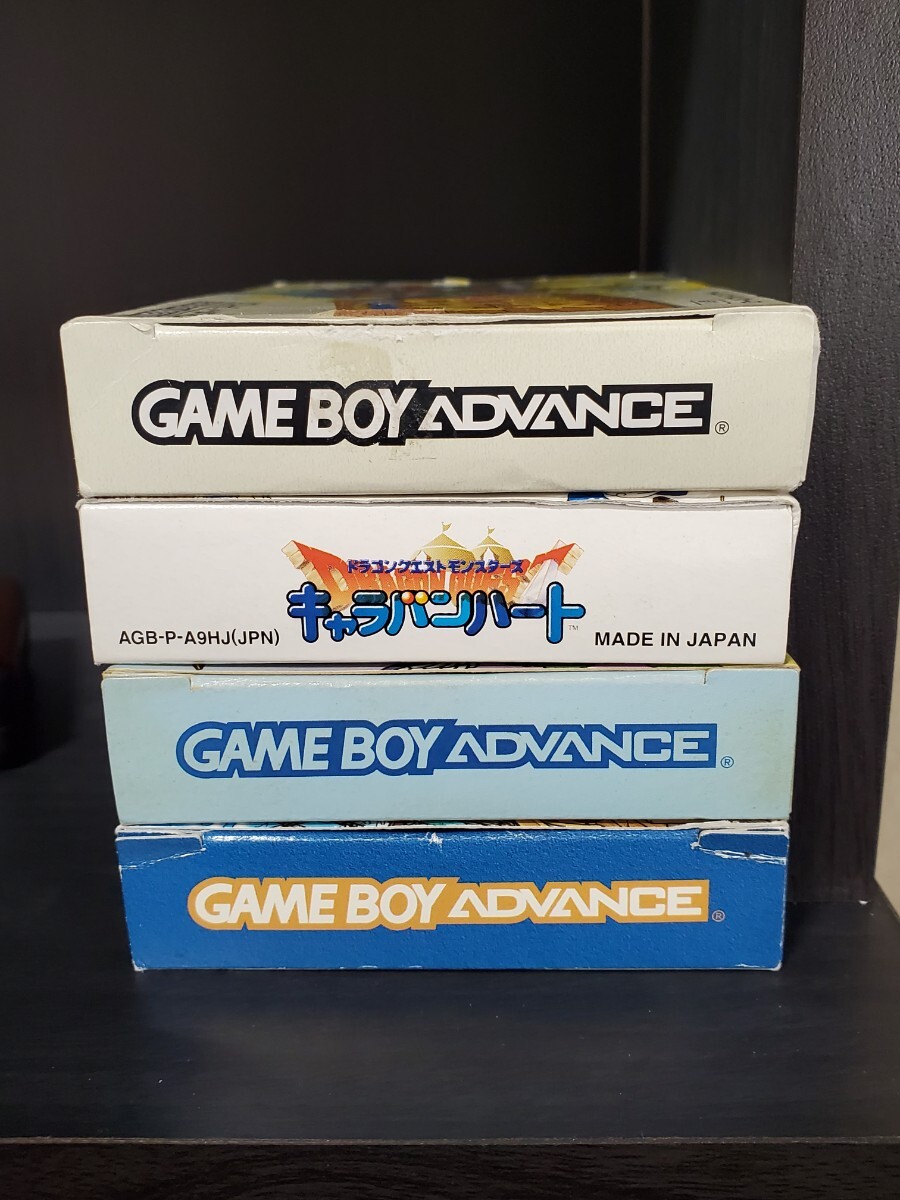 GAME BOY ADVANCE ®
ドラゴンクエストモンスターズ
DRAGON QUEST
キャラバンハート ™
AGB-P-A9HJ(JPN)
MADE IN JAPAN
GAME BOY ADVANCE ®
GAME BOY ADVANCE ®